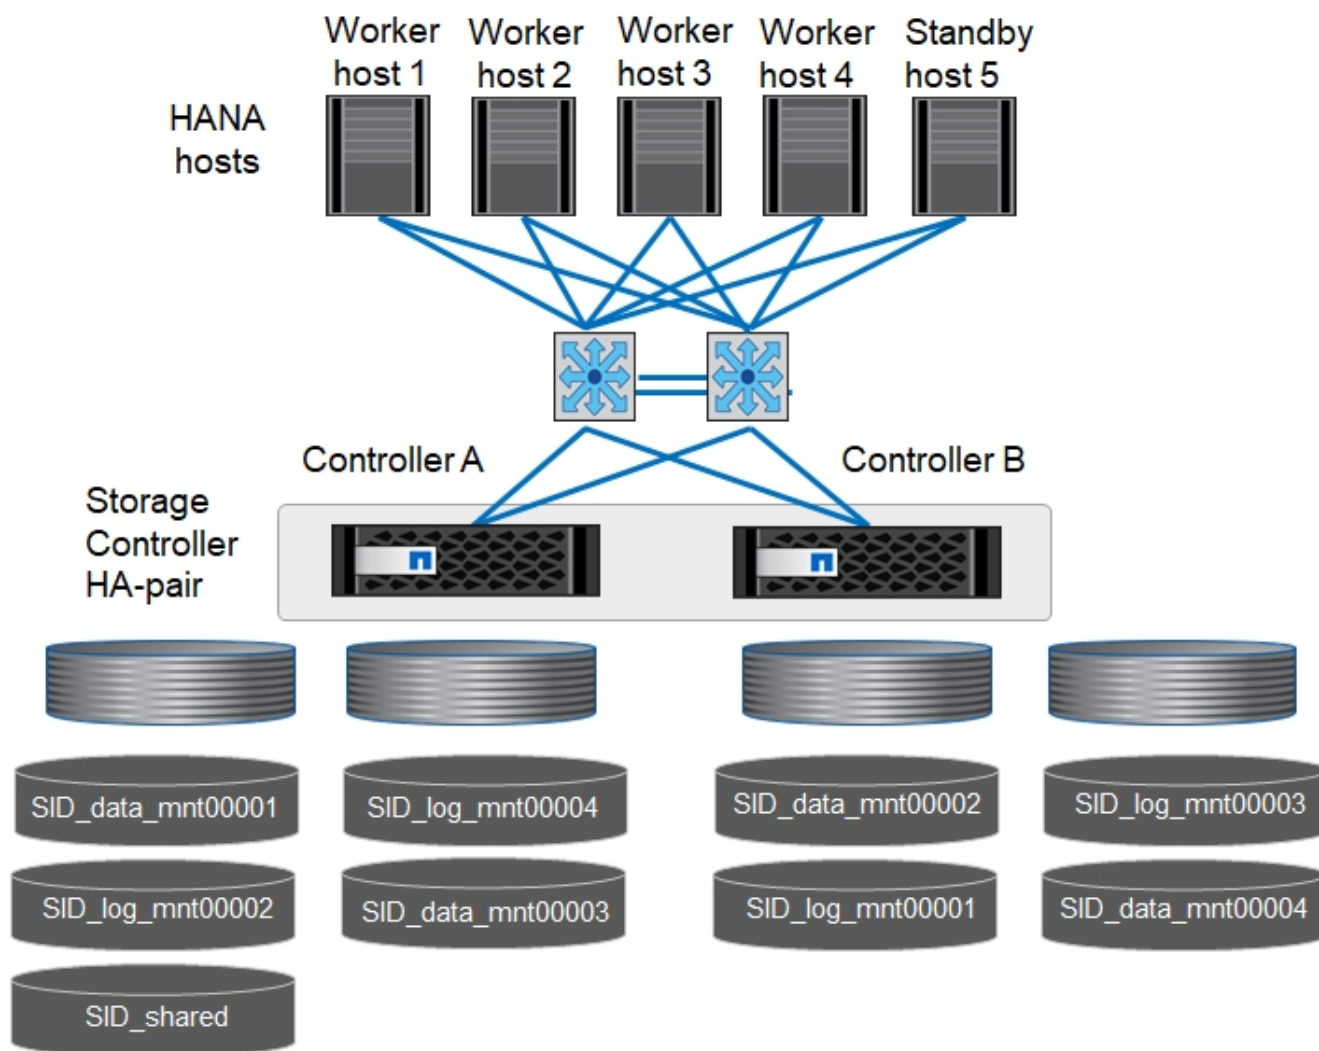 Worker
host 1
Worker
host 2
Worker
host 3
Worker
host 4
Standby
host 5
HANA
hosts
Controller A
Controller B
Storage
Controller
HA-pair
SID_data_mnt00001
SID_log_mnt00004
SID_data_mnt00002
SID_log_mnt00003
SID_log_mnt00002
SID_data_mnt00003
SID_log_mnt00001
SID_data_mnt00004
SID_shared